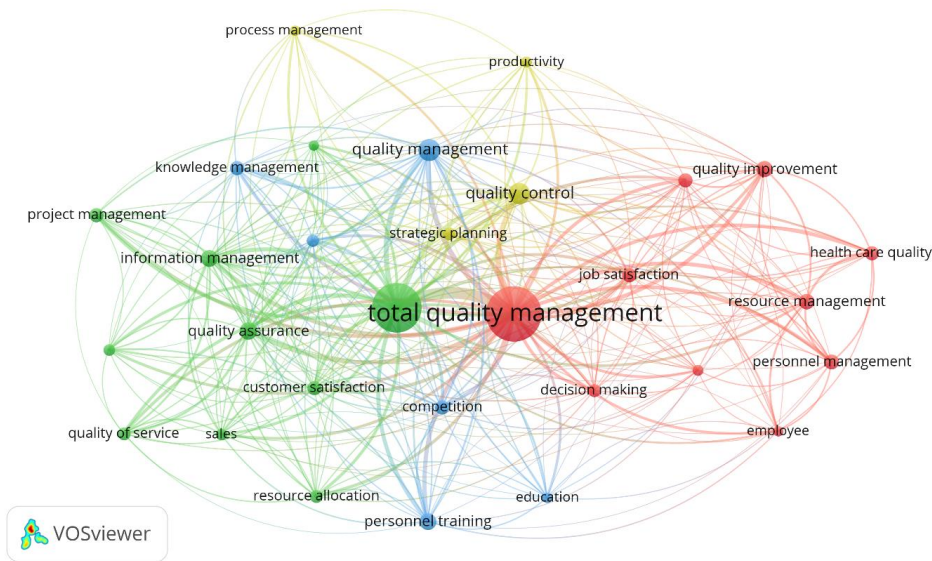 process management
productivity
quality management
knowledge management
quality improvement
quality control
project management
strategic planning
information management
health care quality
job satisfaction
resource management
total quality management
quality assurance
personnel management
customer satisfaction
decision making
competition
quality of service
sales
employee
resource allocation
education
personnel training
VOSviewer